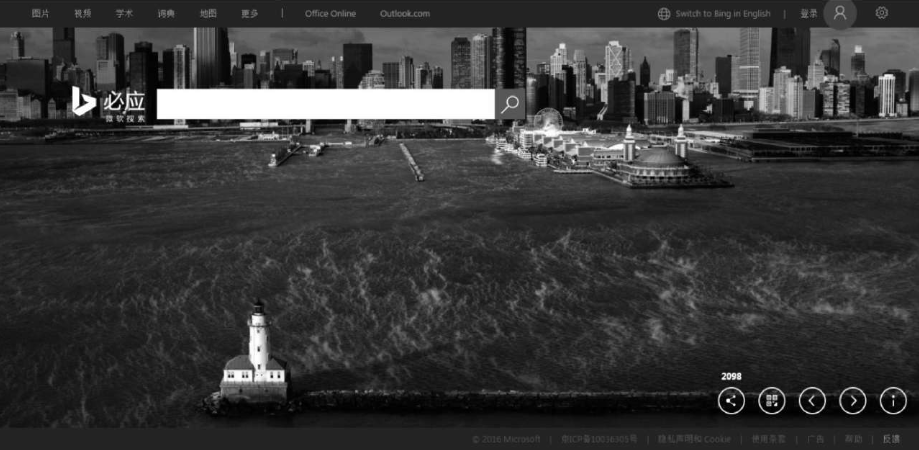 图片 视频 学术 词典 地图 更多 | Office Online Outlook.com Switch to Bing in English | 登录
必应
微软搜索
2098
© 2016 Microsoft | 京ICP备10036305号 | 隐私声明和 Cookie | 使用条款 | 广告 | 帮助 | 反馈